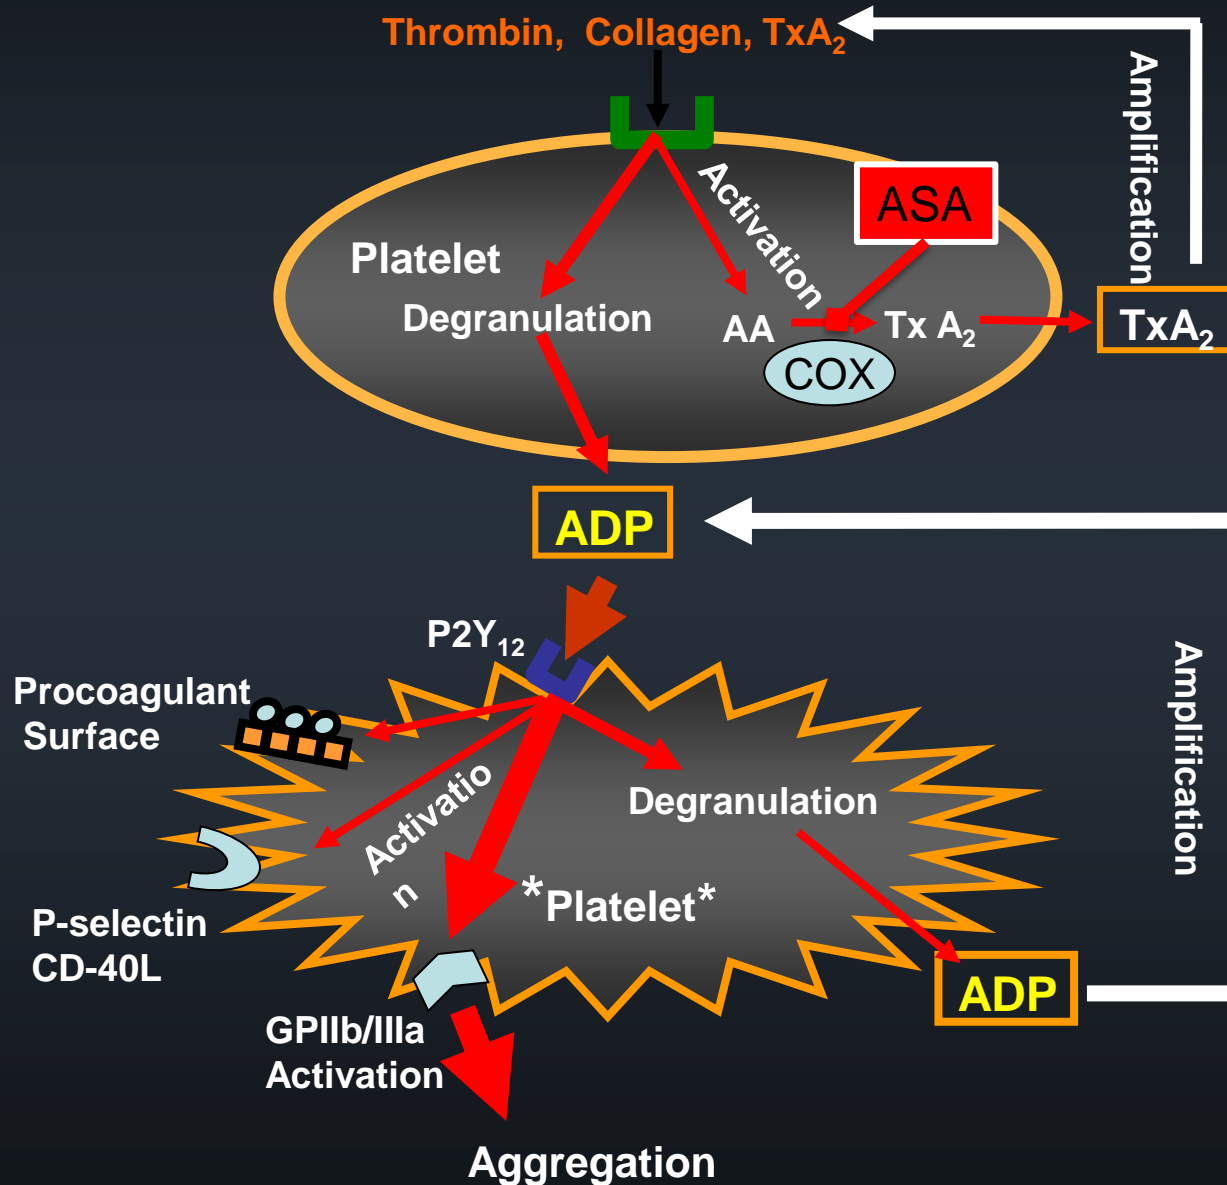 Thrombin, Collagen, TxA₂
Amplification
Activation
ASA
Platelet
Degranulation
AA
Tx A₂
TxA₂
COX
ADP
P2Y₁₂
Procoagulant
Surface
Amplification
Activatio
n
Degranulation
*Platelet*
P-selectin
CD-40L
ADP
GPIIb/IIIa
Activation
Aggregation